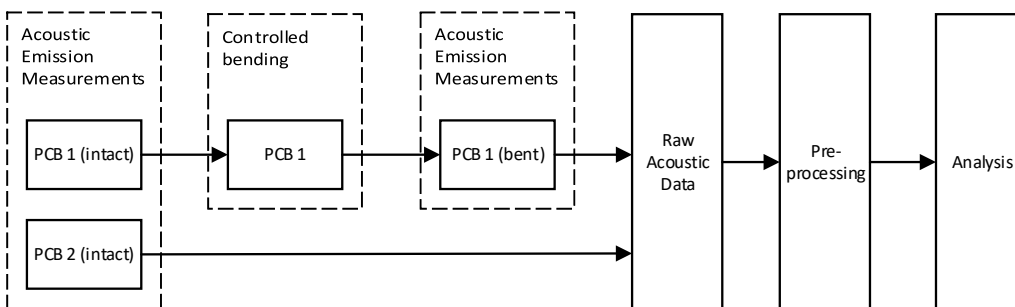 Acoustic
Emission
Measurements
PCB 1 (intact)
PCB 2 (intact)
Controlled
bending
PCB 1
Acoustic
Emission
Measurements
PCB 1 (bent)
Raw
Acoustic
Data
Pre-
processing
Analysis